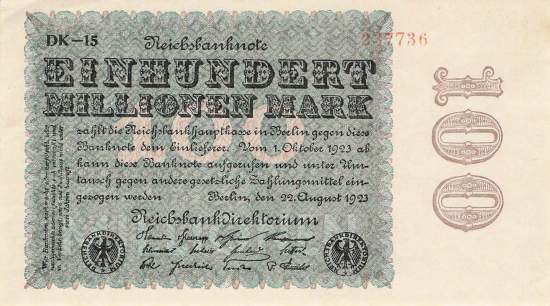 DK-15
Reichsbanknote
237736
EINHUNDERT
MILLIONEN MARK
zahlt die Reichsbankhauptkasse in Berlin gegen diese
Banknote dem Einlieferer. Vom 1. Oktober 1923 ab
kann diese Banknote aufgerufen und unter Um-
tausch gegen andere gesetzliche Zahlungsmittel ein-
gezogen werden
Berlin, den 22. August 1923
Reichsbankdirektorium
100